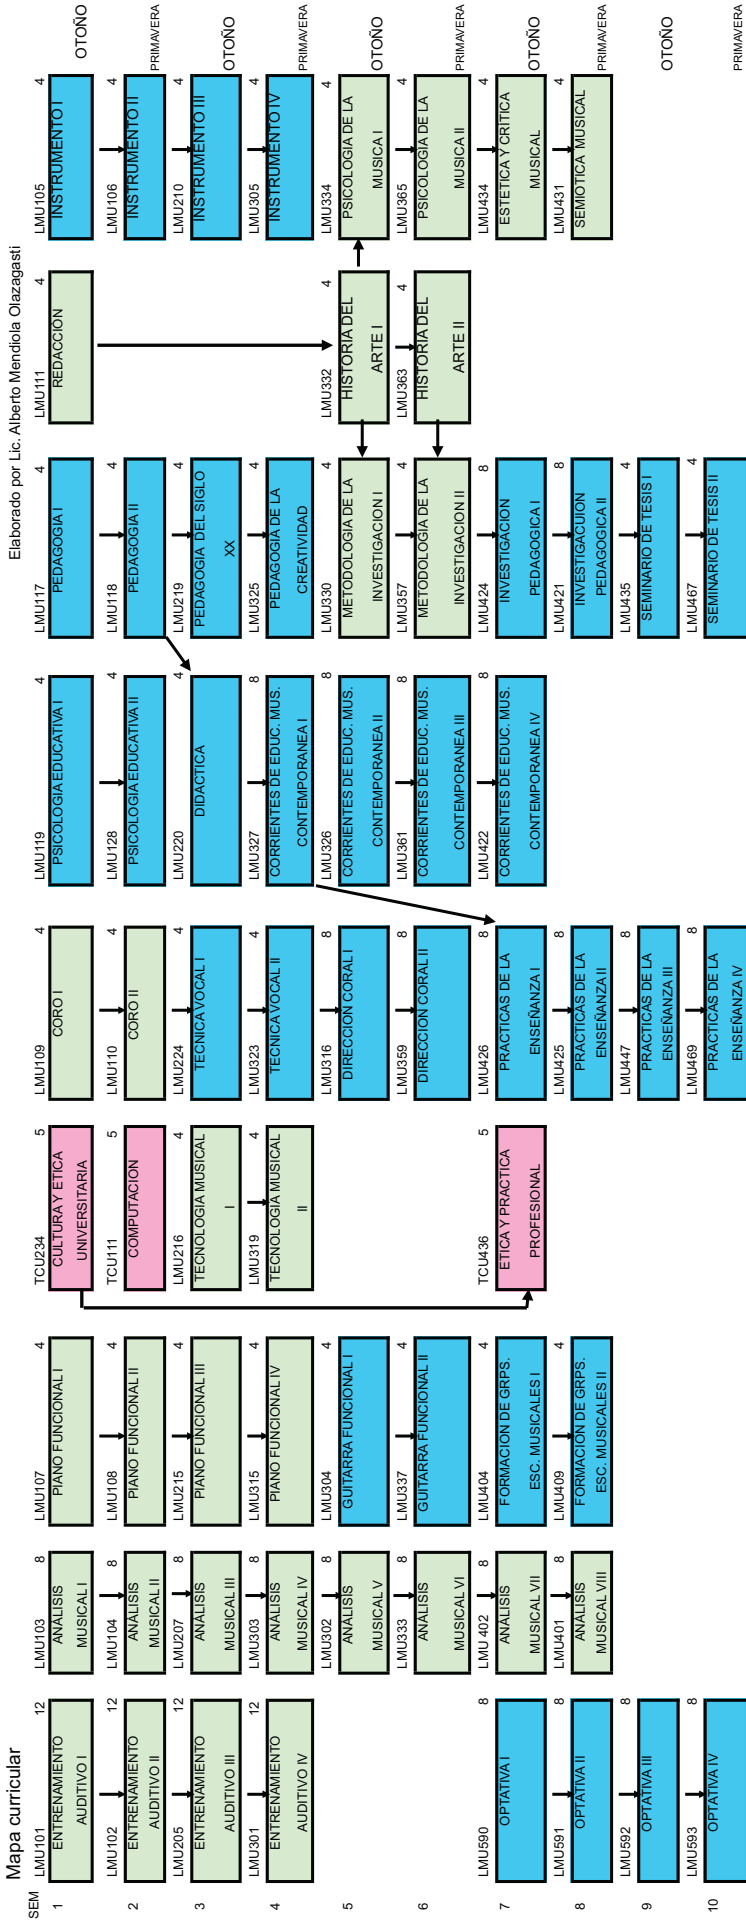 Mapa curricular
Elaborado por Lic. Alberto Mendiola Olazagasti
SEM
1
LMU101 12
ENTRENAMIENTO
AUDITIVO I
LMU103 8
ANÁLISIS
MUSICAL I
LMU107 4
PIANO FUNCIONAL I
TCU234 5
CULTURA Y ETICA
UNIVERSITARIA
LMU109 4
CORO I
LMU119 4
PSICOLOGIA EDUCATIVA I
LMU117 4
PEDAGOGIA I
LMU111 4
REDACCIÓN
LMU105 4
INSTRUMENTO I
OTOÑO
2
LMU102 12
ENTRENAMIENTO
AUDITIVO II
LMU104 8
ANÁLISIS
MUSICAL II
LMU108 4
PIANO FUNCIONAL II
TCU111 5
COMPUTACION
LMU110 4
CORO II
LMU128 4
PSICOLOGIA EDUCATIVA II
LMU118 4
PEDAGOGIA II
LMU106 4
INSTRUMENTO II
PRIMAVERA
3
LMU205 12
ENTRENAMIENTO
AUDITIVO III
LMU207 8
ANÁLISIS
MUSICAL III
LMU215 4
PIANO FUNCIONAL III
LMU216 4
TECNOLOGIA MUSICAL
I
LMU224 4
TECNICA VOCAL I
LMU220 4
DIDACTICA
LMU219 4
PEDAGOGIA DEL SIGLO
XX
LMU210 4
INSTRUMENTO III
OTOÑO
4
LMU301 12
ENTRENAMIENTO
AUDITIVO IV
LMU303 8
ANÁLISIS
MUSICAL IV
LMU315 4
PIANO FUNCIONAL IV
LMU319 4
TECNOLOGIA MUSICAL
II
LMU323 4
TECNICA VOCAL II
LMU327 8
CORRIENTES DE EDUC. MUS.
CONTEMPORANEA I
LMU325 4
PEDAGOGIA DE LA
CREATIVIDAD
LMU305 4
INSTRUMENTO IV
PRIMAVERA
5
LMU302 8
ANÁLISIS
MUSICAL V
LMU304 4
GUITARRA FUNCIONAL I
LMU316 8
DIRECCION CORAL I
LMU326 8
CORRIENTES DE EDUC. MUS.
CONTEMPORANEA II
LMU330 4
METODOLOGIA DE LA
INVESTIGACION I
LMU332 4
HISTORIA DEL
ARTE I
LMU334 4
PSICOLOGIA DE LA
MUSICA I
OTOÑO
6
LMU333 8
ANÁLISIS
MUSICAL VI
LMU337 4
GUITARRA FUNCIONAL II
LMU359 8
DIRECCION CORAL II
LMU361 8
CORRIENTES DE EDUC. MUS.
CONTEMPORANEA III
LMU357 4
METODOLOGIA DE LA
INVESTIGACION II
LMU363 4
HISTORIA DEL
ARTE II
LMU365 4
PSICOLOGIA DE LA
MUSICA II
PRIMAVERA
7
LMU590 8
OPTATIVA I
LMU 402 8
ANÁLISIS
MUSICAL VII
LMU404 4
FORMACION DE GRPS.
ESC. MUSICALES I
TCU436 5
ETICA Y PRACTICA
PROFESIONAL
LMU426 8
PRACTICAS DE LA
ENSEÑANZA I
LMU422 8
CORRIENTES DE EDUC. MUS.
CONTEMPORANEA IV
LMU424 8
INVESTIGACION
PEDAGOGICA I
LMU434 4
ESTETICA Y CRÍTICA
MUSICAL
OTOÑO
8
LMU591 8
OPTATIVA II
LMU401 8
ANÁLISIS
MUSICAL VIII
LMU409 4
FORMACION DE GRPS.
ESC. MUSICALES II
LMU425 8
PRACTICAS DE LA
ENSEÑANZA II
LMU421 8
INVESTIGACUION
PEDAGOGICA II
LMU431 4
SEMIOTICA MUSICAL
PRIMAVERA
9
LMU592 8
OPTATIVA III
LMU447 8
PRACTICAS DE LA
ENSEÑANZA III
LMU435 4
SEMINARIO DE TESIS I
OTOÑO
10
LMU593 8
OPTATIVA IV
LMU469 8
PRACTICAS DE LA
ENSEÑANZA IV
LMU467 4
SEMINARIO DE TESIS II
PRIMAVERA